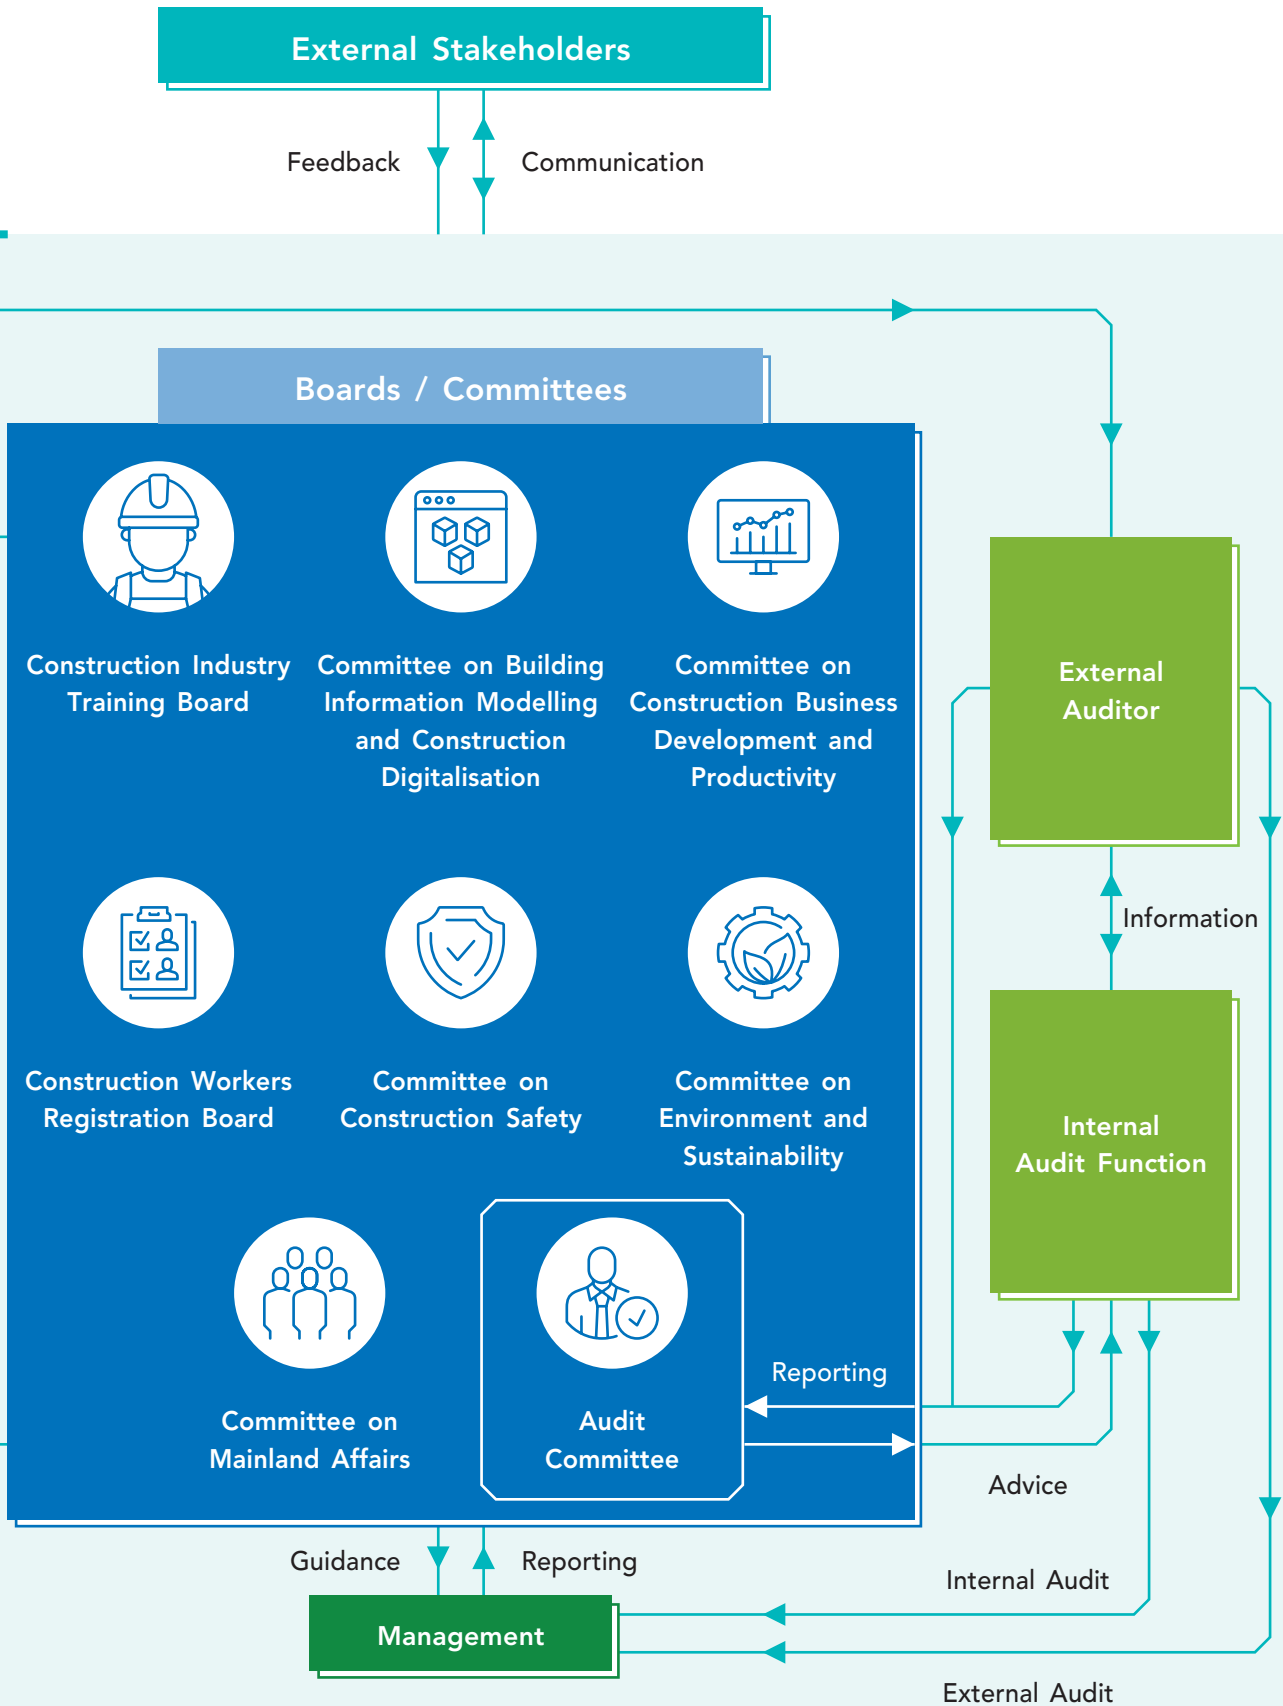 External Stakeholders
Feedback
Communication
Boards / Committees
Construction Industry
Training Board
Committee on Building
Information Modelling
and Construction
Digitalisation
Committee on
Construction Business
Development and
Productivity
External
Auditor
Information
Construction Workers
Registration Board
Committee on
Construction Safety
Committee on
Environment and
Sustainability
Internal
Audit Function
Committee on
Mainland Affairs
Audit
Committee
Reporting
Advice
Guidance
Reporting
Internal Audit
Management
External Audit